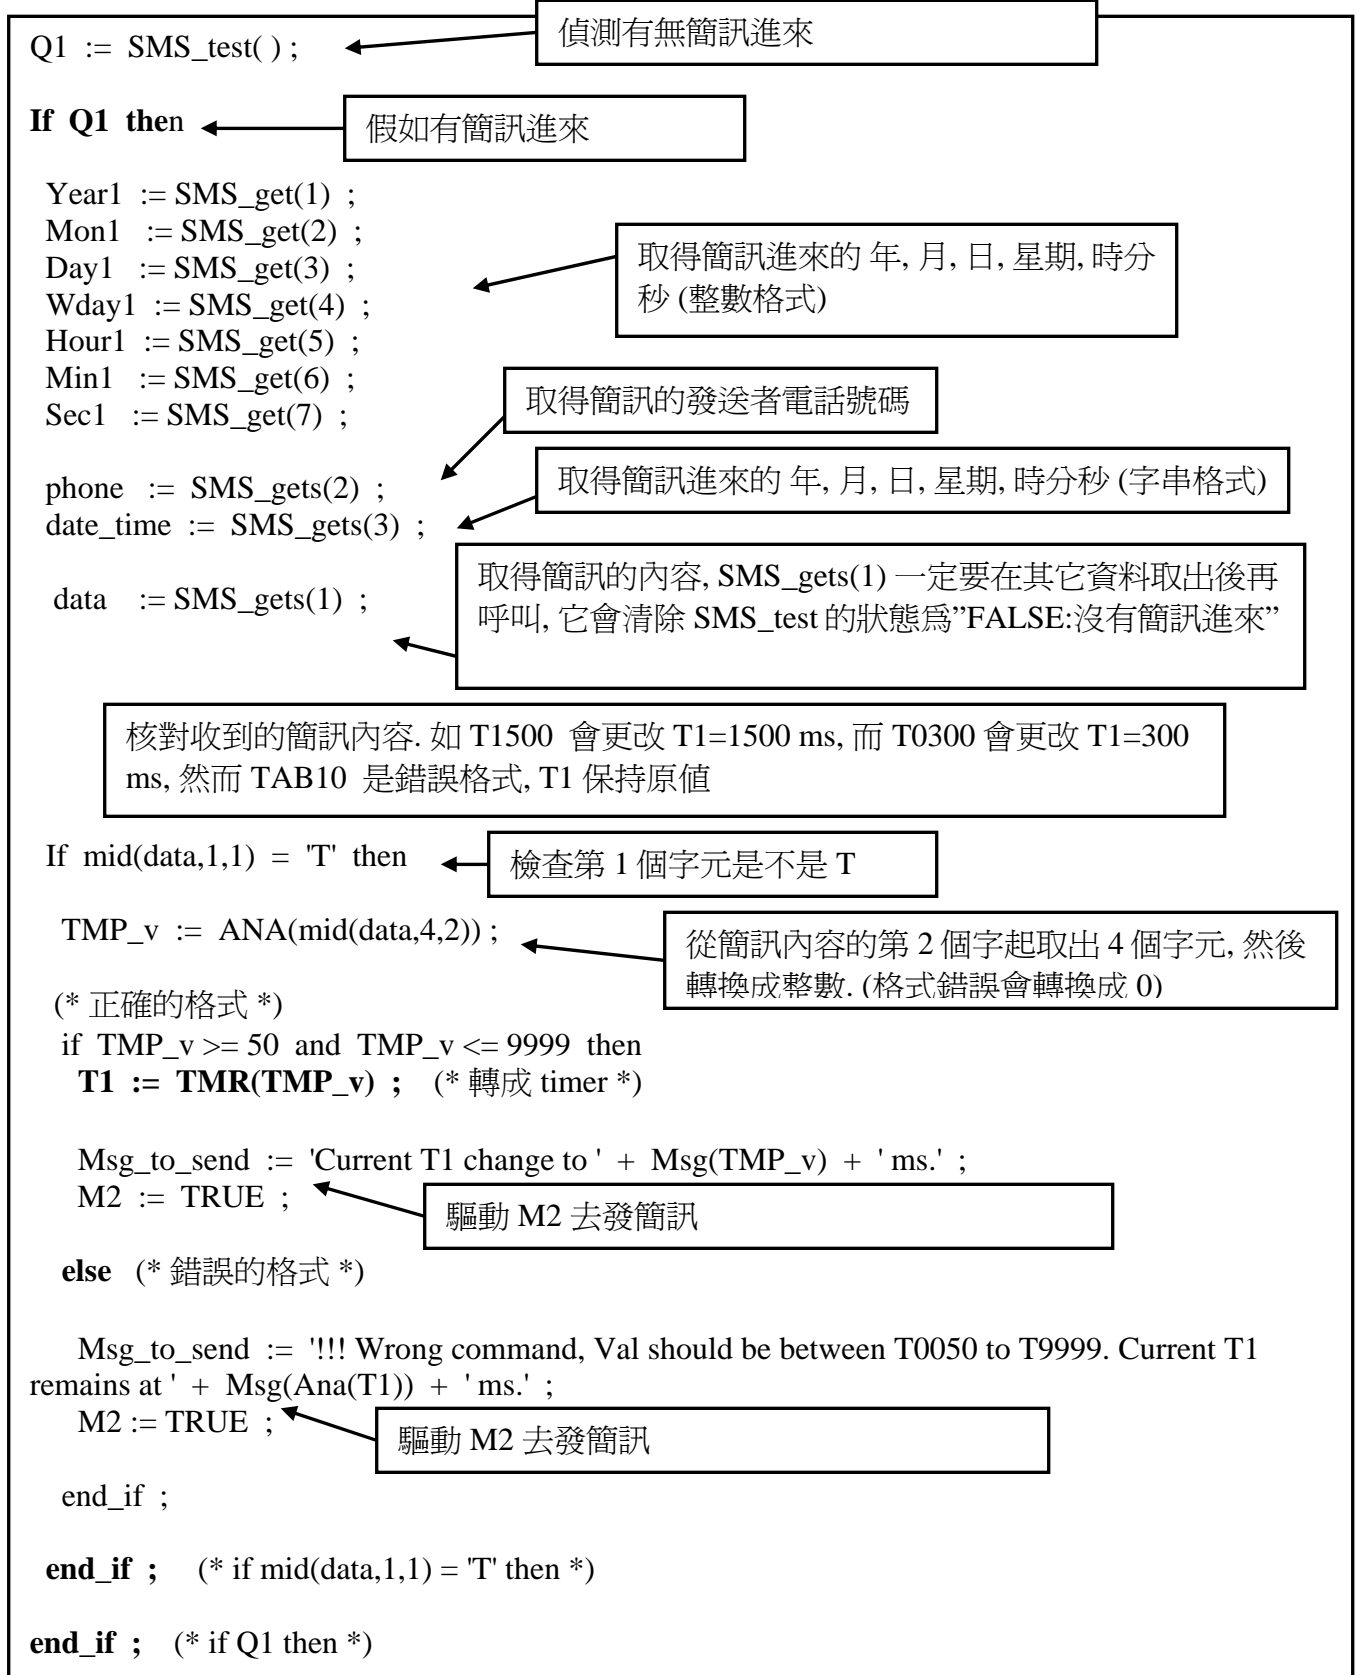 Q1 := SMS_test( ) ;
偵測有無簡訊進來
If Q1 then
假如有簡訊進來
Year1 := SMS_get(1) ;
Mon1 := SMS_get(2) ;
Day1 := SMS_get(3) ;
Wday1 := SMS_get(4) ;
Hour1 := SMS_get(5) ;
Min1 := SMS_get(6) ;
Sec1 := SMS_get(7) ;
取得簡訊進來的 年, 月, 日, 星期, 時分
秒 (整數格式)
取得簡訊的發送者電話號碼
phone := SMS_gets(2) ;
date_time := SMS_gets(3) ;
取得簡訊進來的 年, 月, 日, 星期, 時分秒 (字串格式)
data := SMS_gets(1) ;
取得簡訊的內容, SMS_gets(1) 一定要在其它資料取出後再
呼叫, 它會清除 SMS_test 的狀態為”FALSE:沒有簡訊進來”
核對收到的簡訊內容. 如 T1500 會更改 T1=1500 ms, 而 T0300 會更改 T1=300
ms, 然而 TAB10 是錯誤格式, T1 保持原值
If mid(data,1,1) = 'T' then
檢查第 1 個字元是不是 T
TMP_v := ANA(mid(data,4,2)) ;
從簡訊內容的第 2 個字起取出 4 個字元, 然後
轉換成整數. (格式錯誤會轉換成 0)
(* 正確的格式 *)
if TMP_v >= 50 and TMP_v <= 9999 then
T1 := TMR(TMP_v) ; (* 轉成 timer *)
Msg_to_send := 'Current T1 change to ' + Msg(TMP_v) + ' ms.' ;
M2 := TRUE ;
驅動 M2 去發簡訊
else (* 錯誤的格式 *)
Msg_to_send := '!!! Wrong command, Val should be between T0050 to T9999. Current T1
remains at ' + Msg(Ana(T1)) + ' ms.' ;
M2 := TRUE ;
驅動 M2 去發簡訊
end_if ;
end_if ; (* if mid(data,1,1) = 'T' then *)
end_if ; (* if Q1 then *)